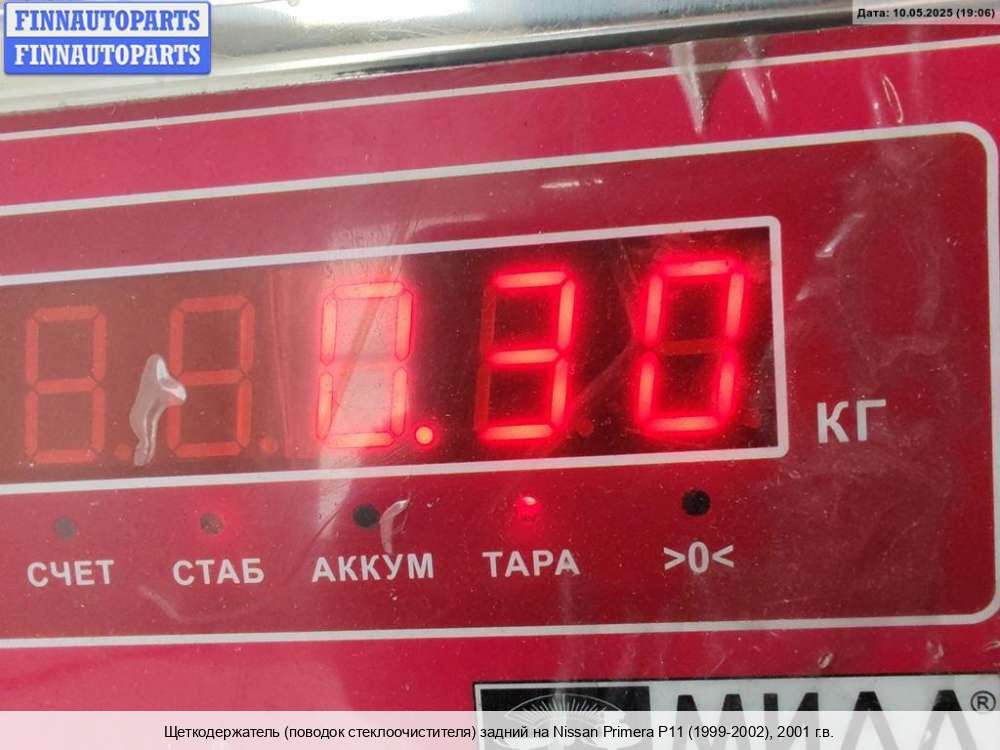 FINNAUTOPARTS
FINNAUTOPARTS
Дата: 10.05.2025 (19:06)
0.30
КГ
СЧЕТ СТАБ АККУМ ТАРА >0<
®
Щеткодержатель (поводок стеклоочистителя) задний на Nissan Primera P11 (1999-2002), 2001 г.в.